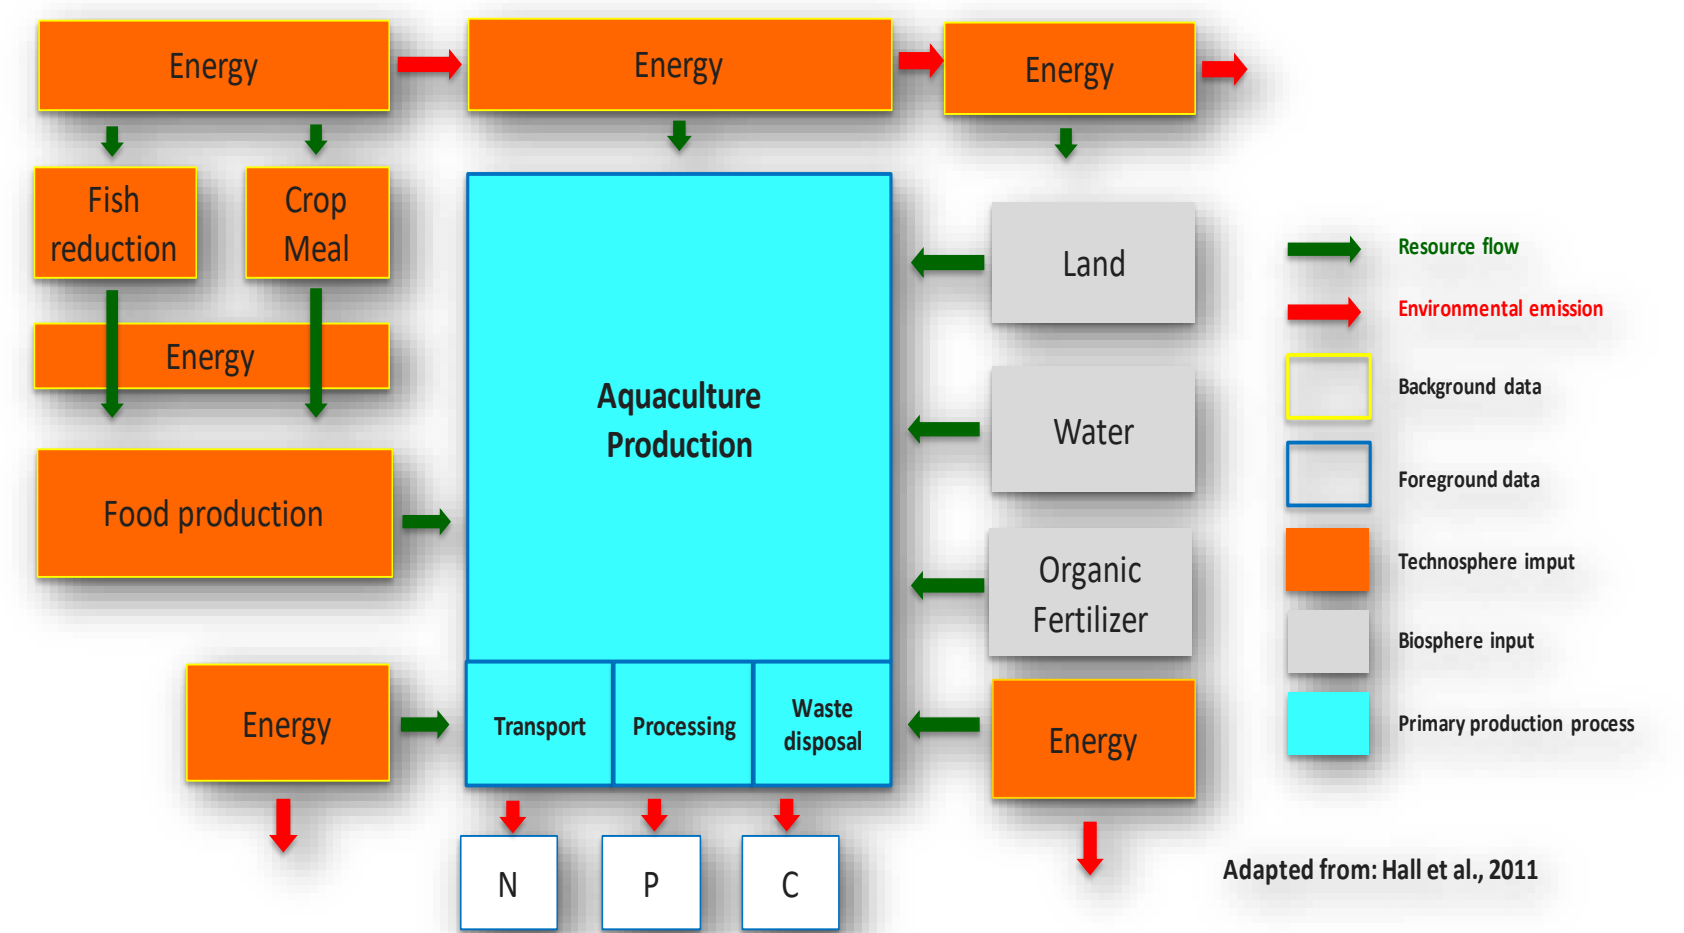 Energy
Energy
Energy
Fish
reduction
Crop
Meal
Energy
Food production
Energy
Aquaculture
Production
Transport
Processing
Waste
disposal
N
P
C
Land
Water
Organic
Fertilizer
Energy
Resource flow
Environmental emission
Background data
Foreground data
Technosphere imput
Biosphere input
Primary production process
Adapted from: Hall et al., 2011